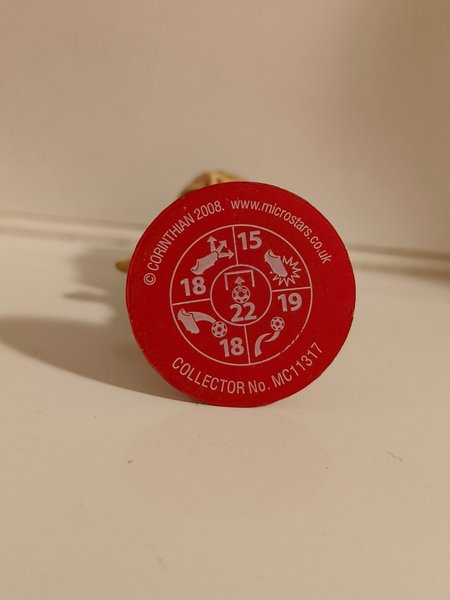 © CORINTHIAN 2008. www.microstars.co.uk
18 15
22
18 19
COLLECTOR No. MC11317